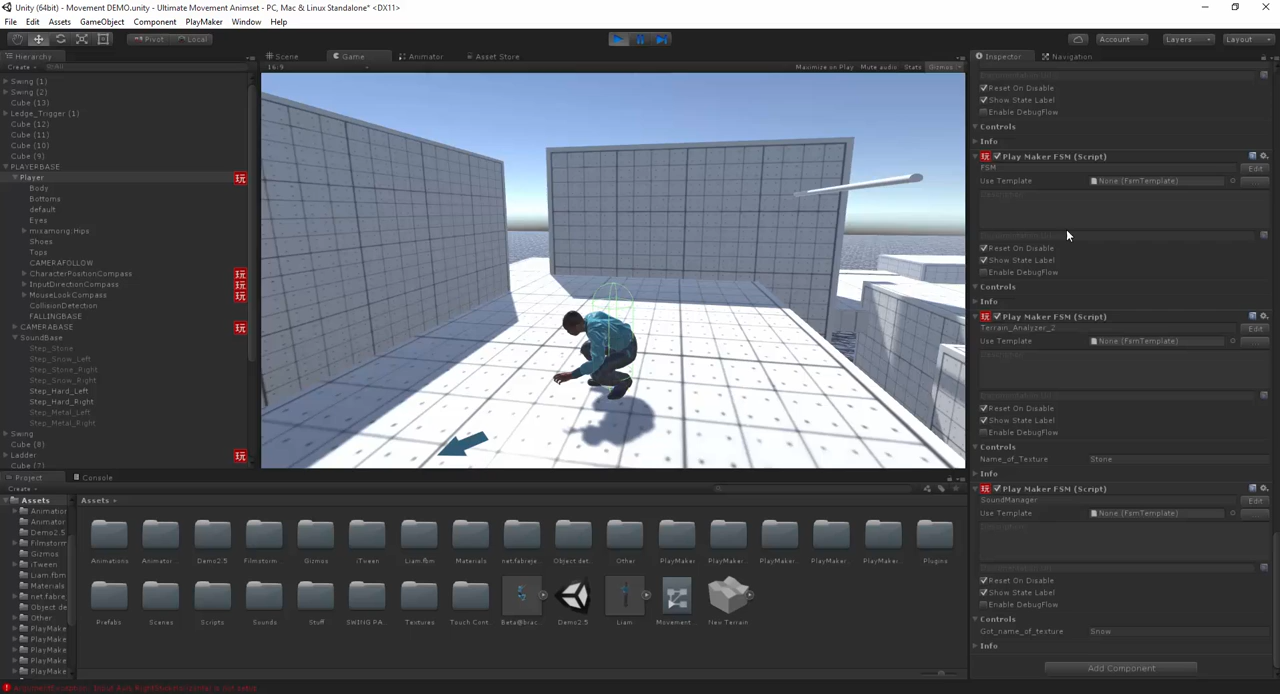 Unity (64bit) - Movement DEMO.unity - Ultimate Movement Animset - PC, Mac & Linux Standalone* <DX11>
File Edit Assets GameObject Component PlayMaker Window Help
Pivot Local Account Layers Layout
Hierarchy
Create
Swing (1)
Swing (2)
Cube (13)
Ledge_Trigger (1)
Cube (12)
Cube (11)
Cube (10)
Cube (9)
PLAYERBASE
Player
Body
Bottoms
default
Eyes
mixamorig:Hips
Shoes
Tops
CAMERAFOLLOW
CharacterPositionCompass
InputDirectionCompass
MouseLookCompass
CollisionDetection
FALLINGBASE
CAMERABASE
SoundBase
Step_Stone
Step_Snow_Left
Step_Stone_Right
Step_Snow_Right
Step_Hard_Left
Step_Hard_Right
Step_Metal_Left
Step_Metal_Right
Swing
Cube (8)
Ladder
Cube (7)
Scene Game Animator Asset Store
16:9 Maximize on Play Mute audio Stats Gizmos
Inspector Navigation
Reset On Disable
Show State Label
Enable DebugFlow
Controls
Info
玩 Play Maker FSM (Script)
FSM Edit
Use Template None (FsmTemplate)
Reset On Disable
Show State Label
Enable DebugFlow
Controls
Info
玩 Play Maker FSM (Script)
Terrain_Analyzer_2 Edit
Use Template None (FsmTemplate)
Reset On Disable
Show State Label
Enable DebugFlow
Controls
Name_of_Texture Stone
Info
玩 Play Maker FSM (Script)
SoundManager Edit
Use Template None (FsmTemplate)
Reset On Disable
Show State Label
Enable DebugFlow
Controls
Got_name_of_texture Snow
Info
Add Component
Project Console
Create
Assets
Animation
Animator
Demo2.5
Filmstorm
Gizmos
iTween
Liam.fbm
Materials
net.fabre
Object de
Other
PlayMake
PlayMake
PlayMake
PlayMake
Assets
Animations Animator ... Demo2.5 Filmstorm Gizmos iTween Liam.fbm Materials net.fabreje... Object det... Other PlayMaker PlayMaker... PlayMaker... PlayMaker... PlayMaker... Plugins
Prefabs Scenes Scripts Sounds Stuff SWING PA... Textures Touch Cont... Beta@brac... Demo2.5 Liam Movement... New Terrain